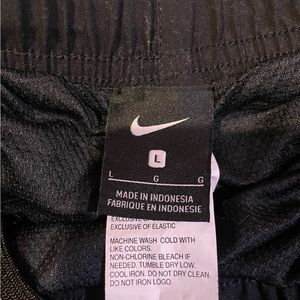 L
L G G
MADE IN INDONESIA
FABRIQUE EN INDONESIE
EXCLUSIVE OF ELASTIC
MACHINE WASH COLD WITH
LIKE COLORS.
NON-CHLORINE BLEACH IF
NEEDED. TUMBLE DRY LOW.
COOL IRON. DO NOT DRY CLEAN.
DO NOT IRON LOGO.